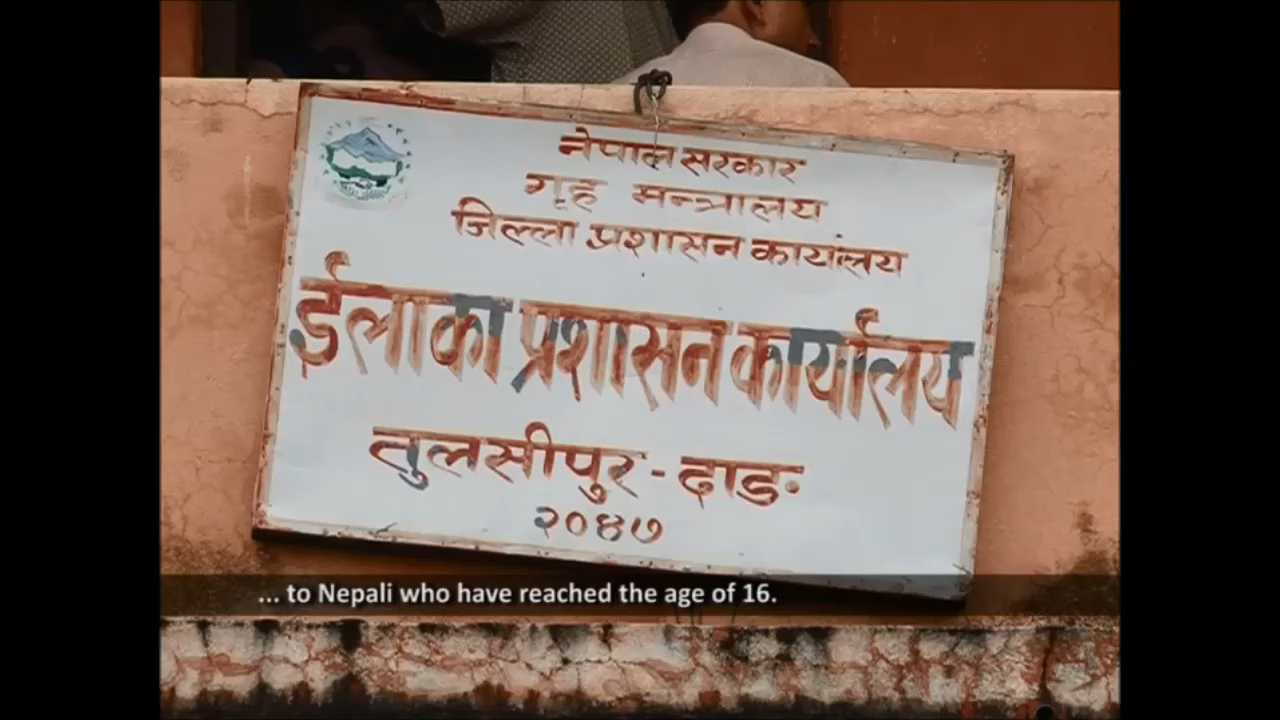 नेपाल सरकार
गृह मन्त्रालय
जिल्ला प्रशासन कार्यालय
ईलाका प्रशासन कार्यालय
तुलसीपुर - दाङ
२०४७
... to Nepali who have reached the age of 16.